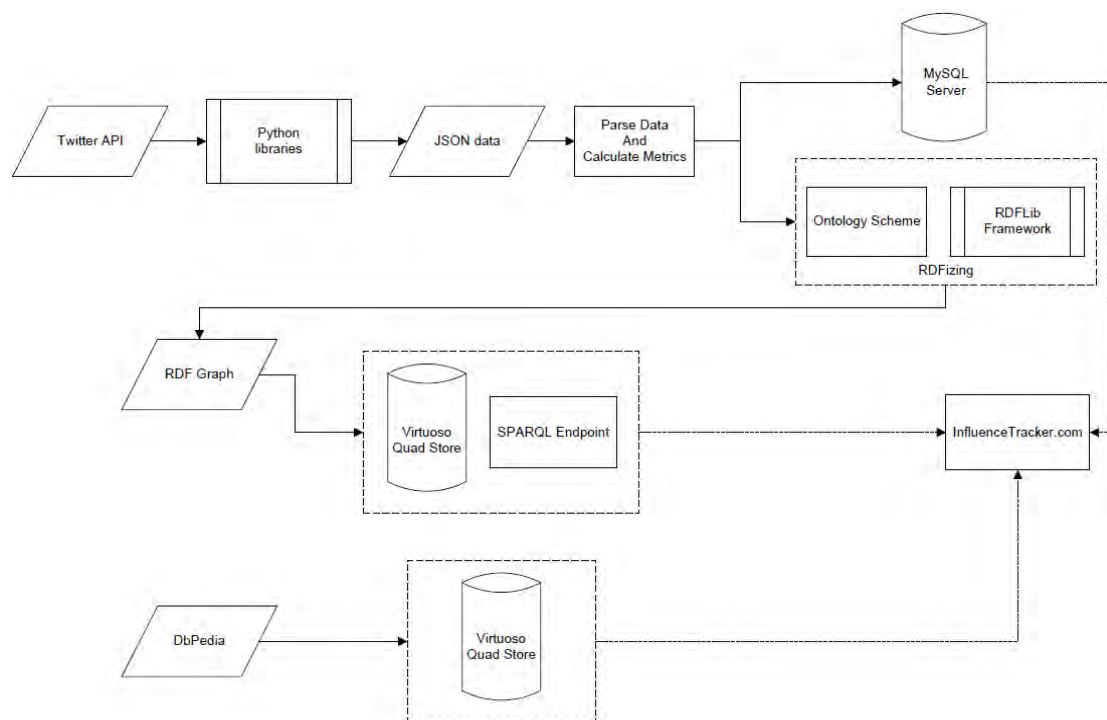 MySQL
Server
Twitter API
Python
libraries
JSON data
Parse Data
And
Calculate Metrics
Ontology Scheme
RDFLib
Framework
RDFizing
RDF Graph
Virtuoso
Quad Store
SPARQL Endpoint
InfluenceTracker.com
DbPedia
Virtuoso
Quad Store